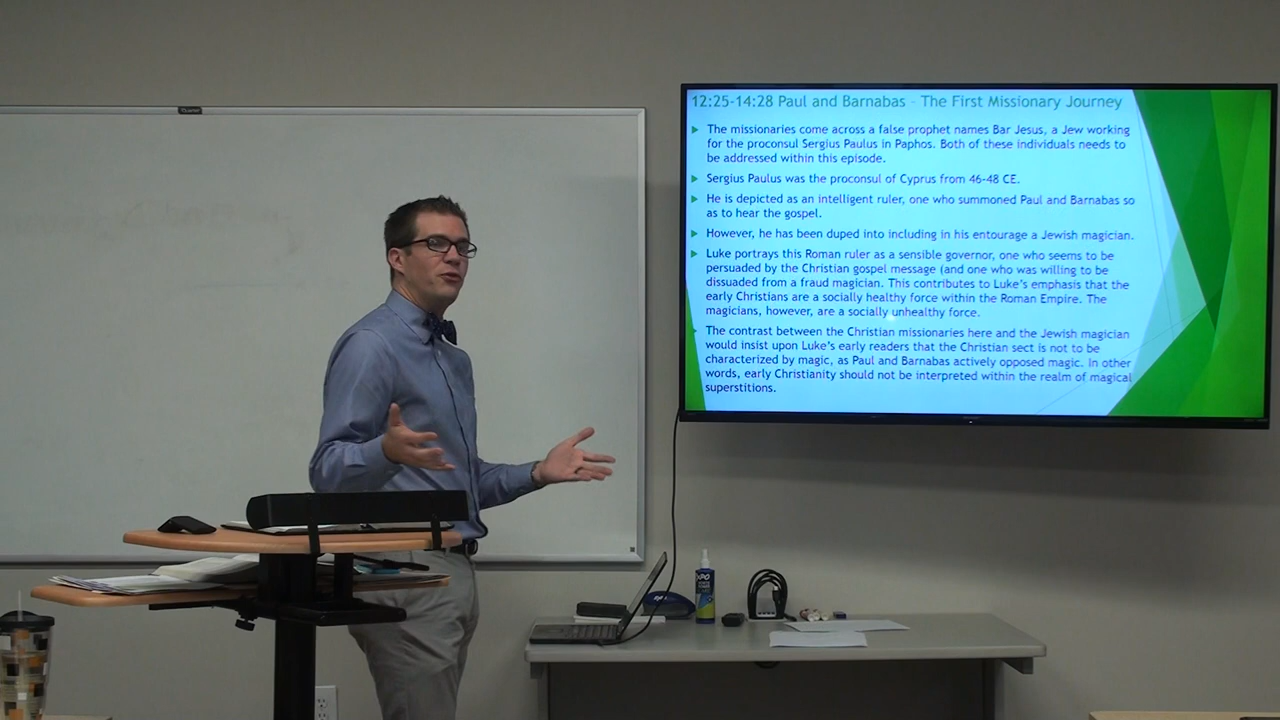 12:25-14:28 Paul and Barnabas – The First Missionary Journey
The missionaries come across a false prophet names Bar Jesus, a Jew working
for the proconsul Sergius Paulus in Paphos. Both of these individuals needs to
be addressed within this episode.
Sergius Paulus was the proconsul of Cyprus from 46-48 CE.
He is depicted as an intelligent ruler, one who summoned Paul and Barnabas so
as to hear the gospel.
However, he has been duped into including in his entourage a Jewish magician.
Luke portrays this Roman ruler as a sensible governor, one who seems to be
persuaded by the Christian gospel message (and one who was willing to be
dissuaded from a fraud magician. This contributes to Luke's emphasis that the
early Christians are a socially healthy force within the Roman Empire. The
magicians, however, are a socially unhealthy force.
The contrast between the Christian missionaries here and the Jewish magician
would insist upon Luke's early readers that the Christian sect is not to be
characterized by magic, as Paul and Barnabas actively opposed magic. In other
words, early Christianity should not be interpreted within the realm of magical
superstitions.
EXPO